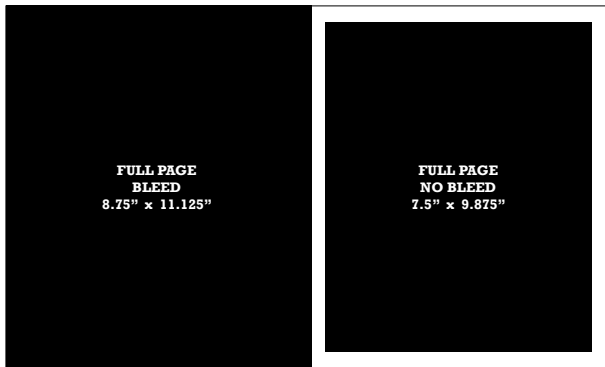 FULL PAGE
BLEED
8.75” x 11.125”
FULL PAGE
NO BLEED
7.5” x 9.875”